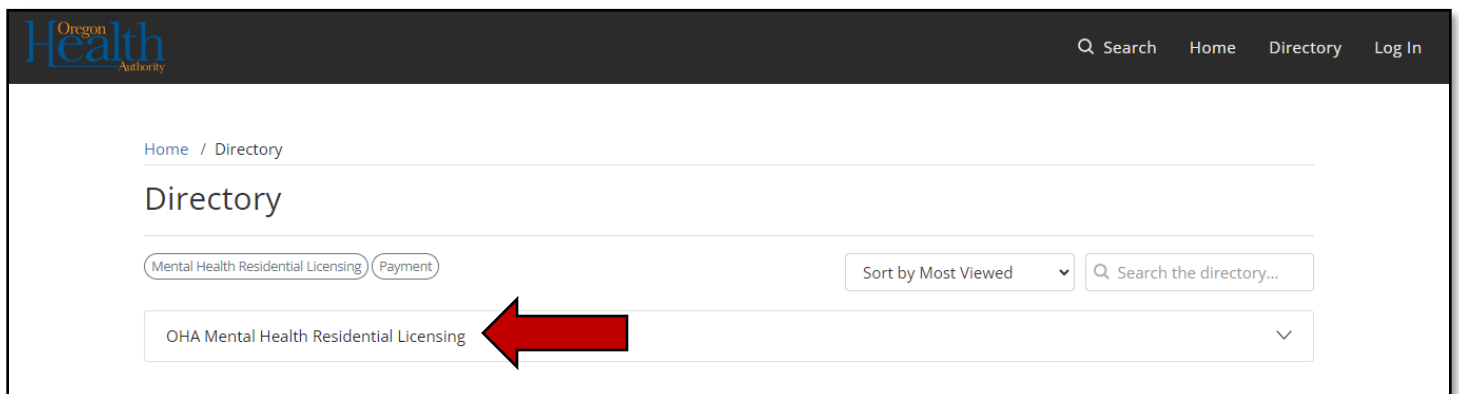 Oregon
Health
Authority
Search Home Directory Log In
Home / Directory
Directory
Mental Health Residential Licensing Payment
Sort by Most Viewed Search the directory...
OHA Mental Health Residential Licensing